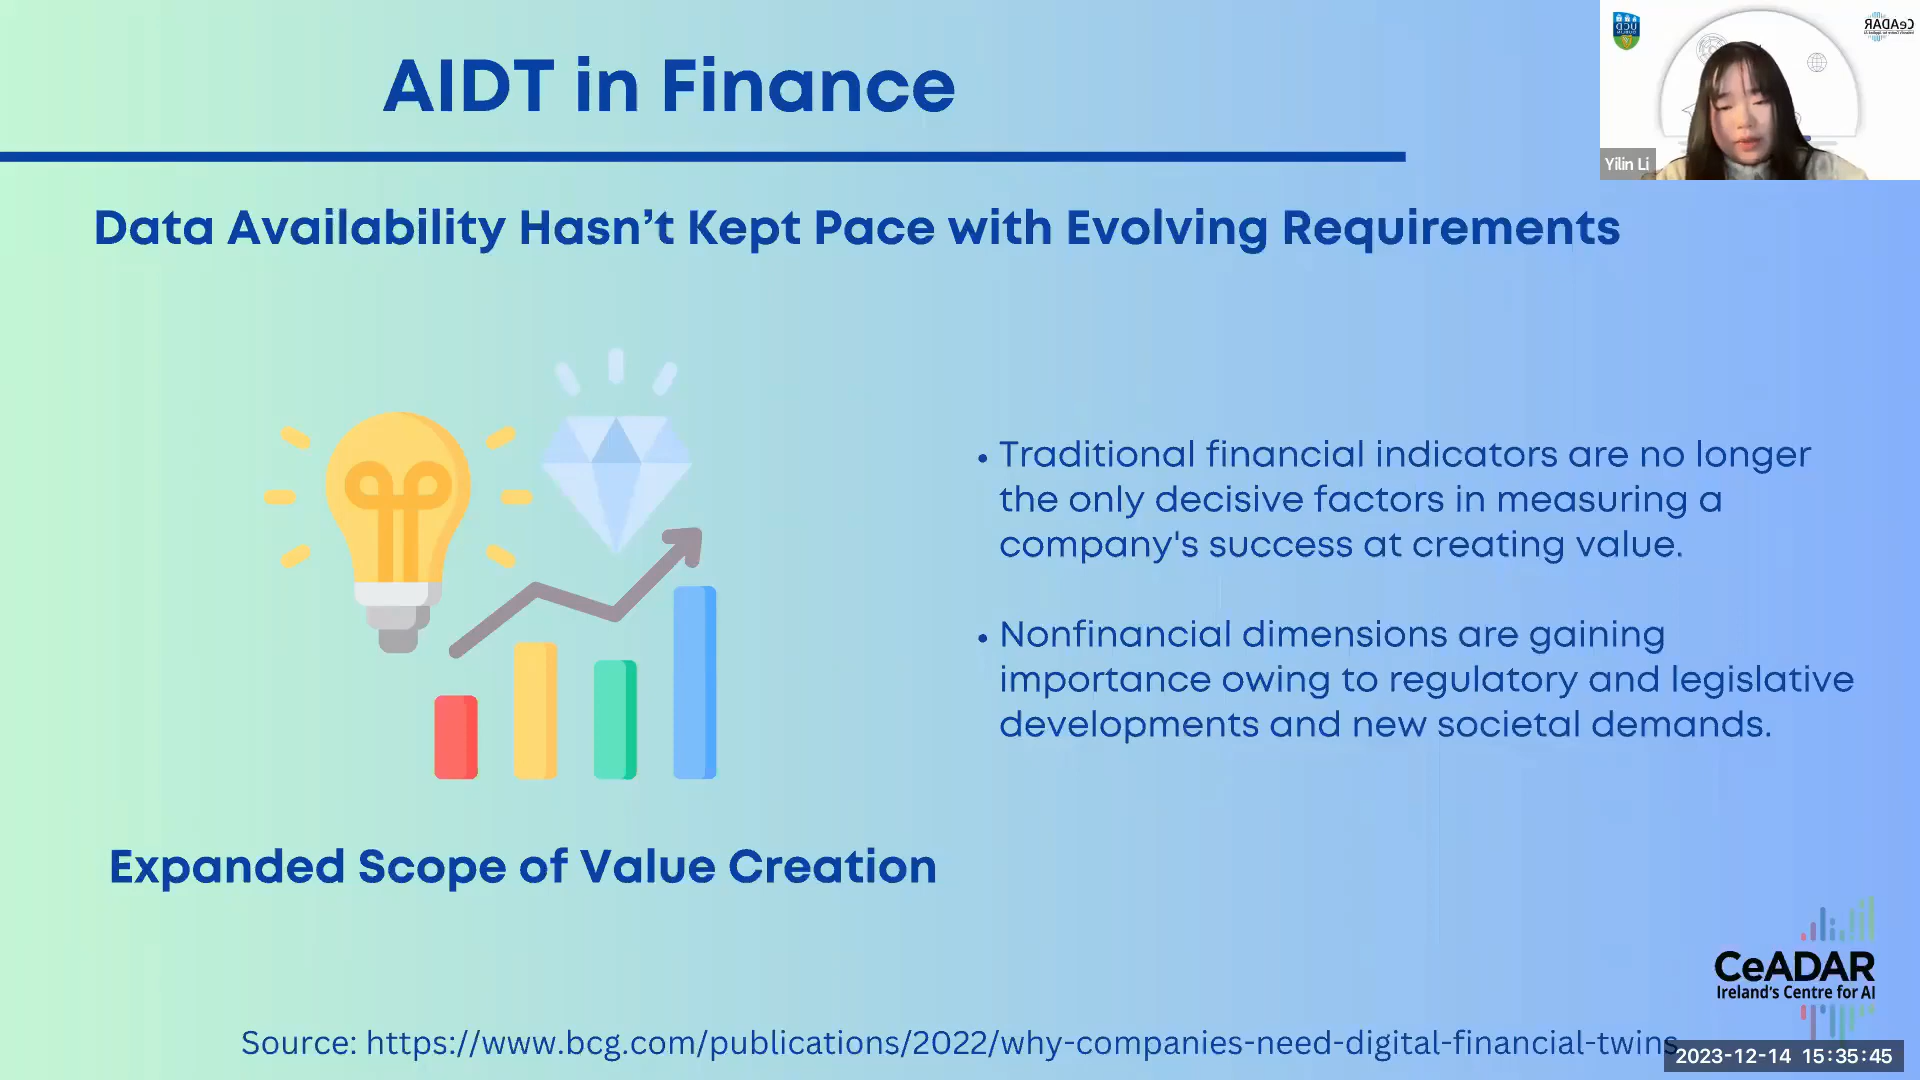 AIDT in Finance
Data Availability Hasn’t Kept Pace with Evolving Requirements
• Traditional financial indicators are no longer
the only decisive factors in measuring a
company's success at creating value.
• Nonfinancial dimensions are gaining
importance owing to regulatory and legislative
developments and new societal demands.
Expanded Scope of Value Creation
Source: https://www.bcg.com/publications/2022/why-companies-need-digital-financial-twins
CeADAR
Ireland's Centre for AI
2023-12-14 15:35:45
Yilin Li
UCD
DUBLIN
CeADAR